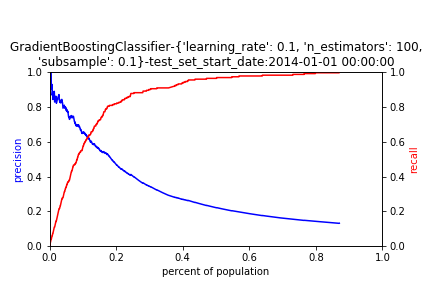 GradientBoostingClassifier-{'learning_rate': 0.1, 'n_estimators': 100,
'subsample': 0.1}-test_set_start_date:2014-01-01 00:00:00
1.0
0.8
0.6
0.4
0.2
0.0
precision
1.0
0.8
0.6
0.4
0.2
0.0
recall
0.0 0.2 0.4 0.6 0.8 1.0
percent of population